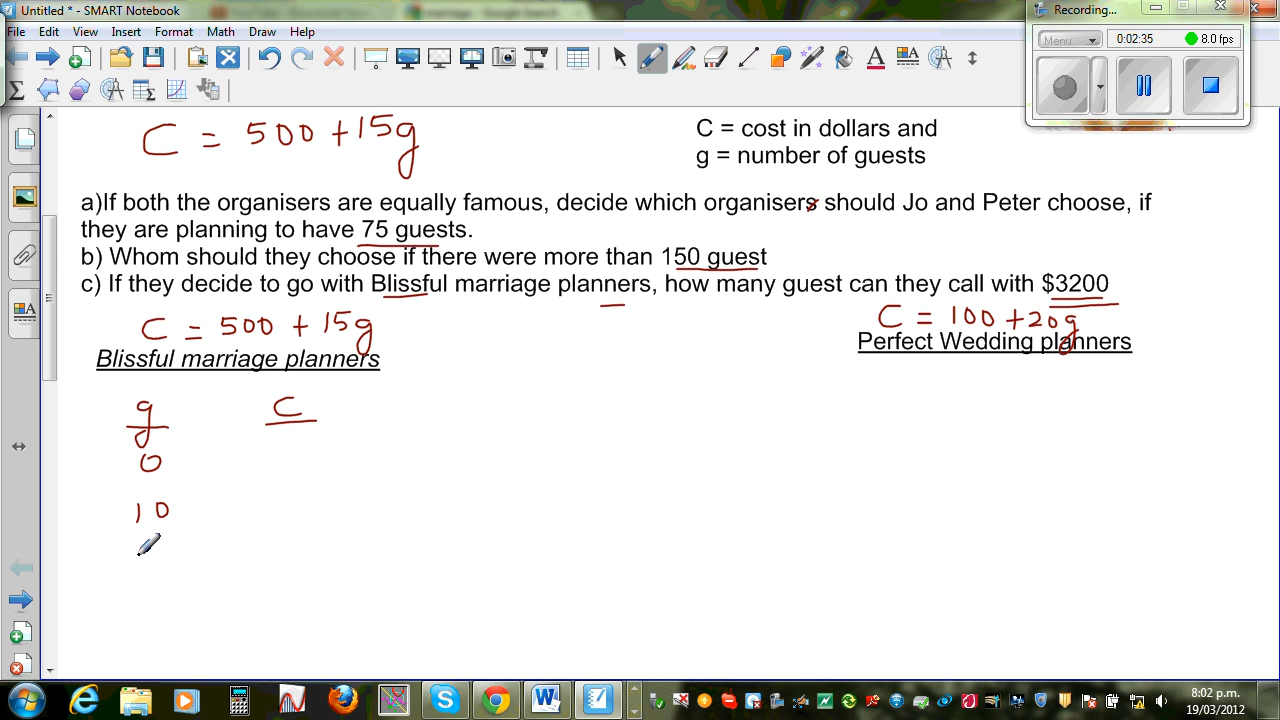 Untitled * - SMART Notebook
Recording...
File Edit View Insert Format Math Draw Help
Menu
0:02:35
8.0 fps
C = 500 + 15g
C = cost in dollars and
g = number of guests
a)If both the organisers are equally famous, decide which organisers should Jo and Peter choose, if
they are planning to have 75 guests.
b) Whom should they choose if there were more than 150 guest
c) If they decide to go with Blissful marriage planners, how many guest can they call with $3200
C = 500 + 15g
C = 100 + 20g
Blissful marriage planners
Perfect Wedding planners
g C
0
10
8:02 p.m.
19/03/2012